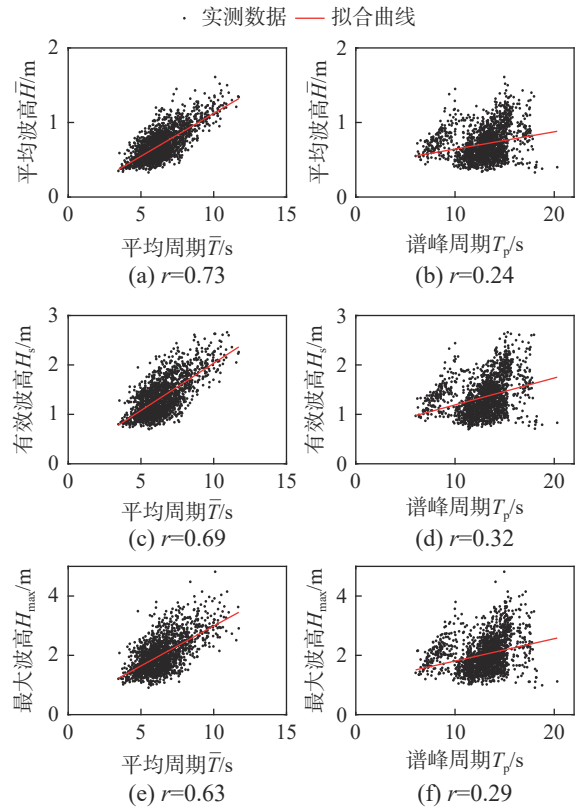 实测数据 拟合曲线
2
1
0
平均波高H̅/m
0 5 10 15
平均周期T̅/s
(a) r=0.73
2
1
0
平均波高H̅/m
0 10 20
谱峰周期Tp/s
(b) r=0.24
3
2
1
0
有效波高Hs/m
0 5 10 15
平均周期T̅/s
(c) r=0.69
3
2
1
0
有效波高Hs/m
0 10 20
谱峰周期Tp/s
(d) r=0.32
4
2
0
最大波高Hmax/m
0 5 10 15
平均周期T̅/s
(e) r=0.63
4
2
0
最大波高Hmax/m
0 10 20
谱峰周期Tp/s
(f) r=0.29